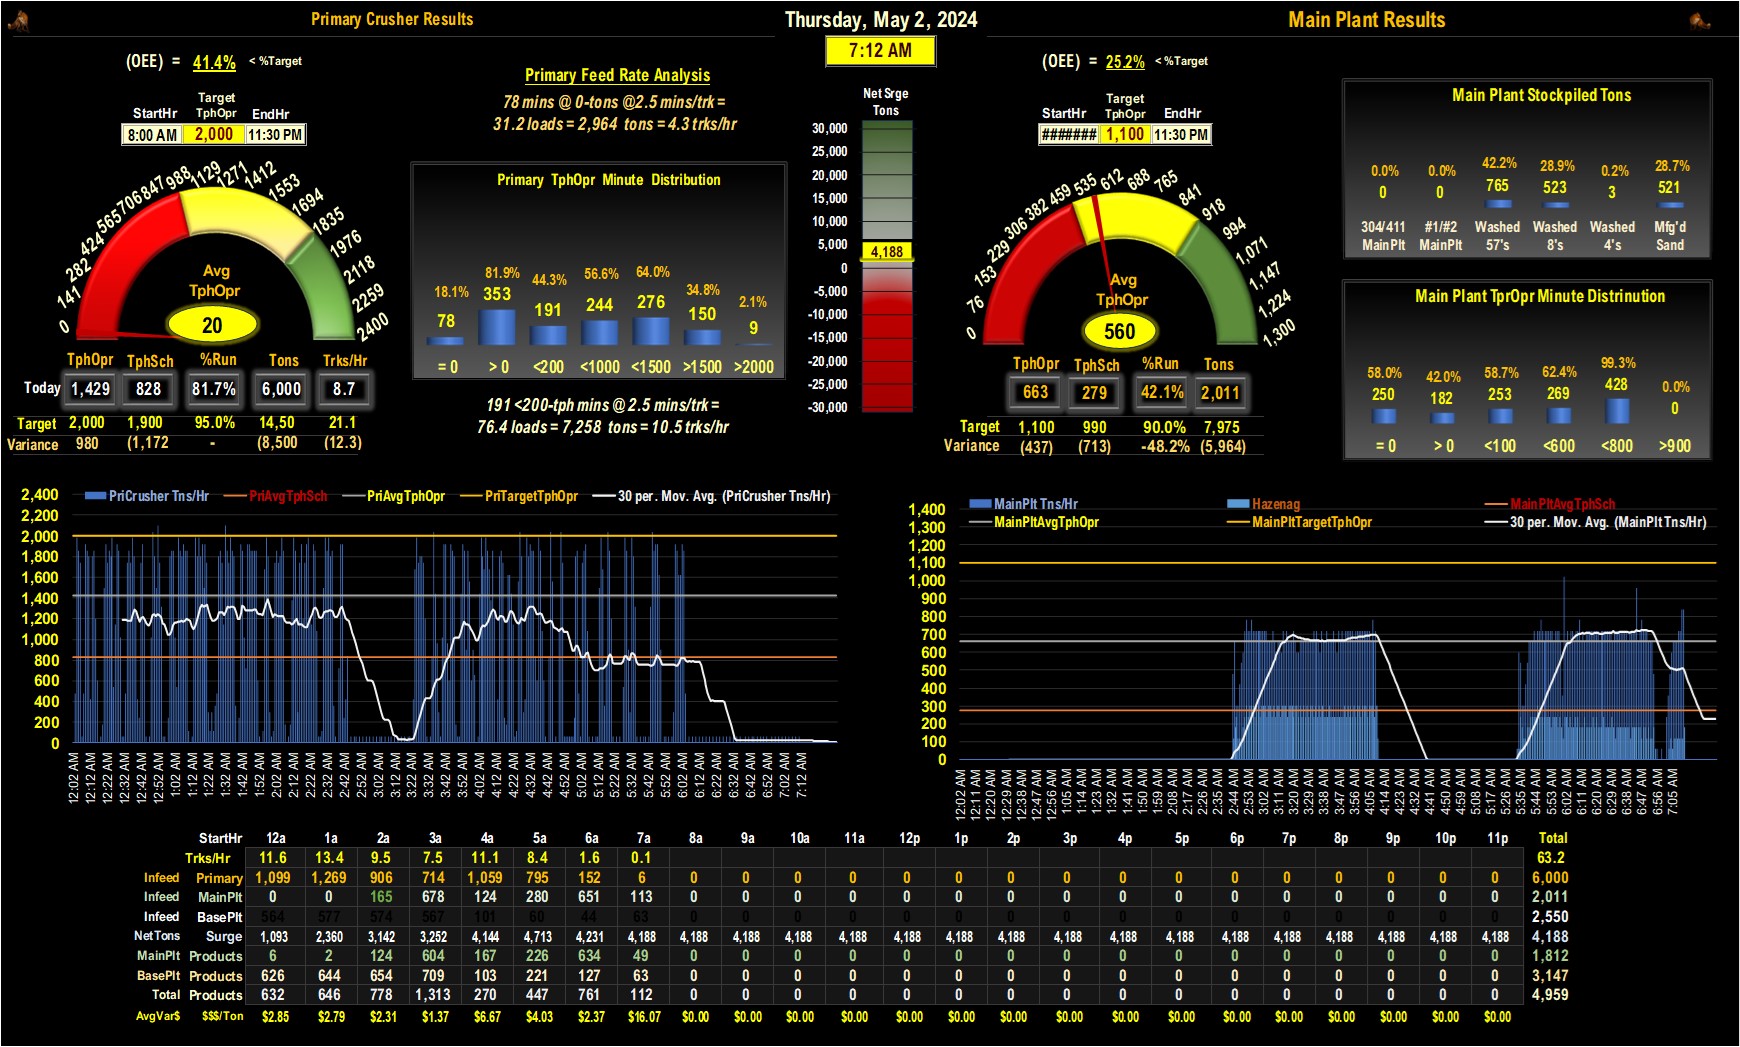 Primary Crusher Results
Thursday, May 2, 2024
Main Plant Results
7:12 AM
(OEE) = 41.4% < %Target
StartHr Target TphOpr EndHr
8:00 AM 2,000 11:30 PM
0 141 282 424 565 706 847 988 1129 1271 1412 1553 1694 1835 1976 2118 2259 2400
Avg
TphOpr
20
TphOpr TphSch %Run Tons Trks/Hr
Today 1,429 828 81.7% 6,000 8.7
Target 2,000 1,900 95.0% 14,50 21.1
Variance 980 (1,172 - (8,500) (12.3)
Primary Feed Rate Analysis
78 mins @ 0-tons @2.5 mins/trk =
31.2 loads = 2,964 tons = 4.3 trks/hr
Primary TphOpr Minute Distribution
18.1% 81.9% 44.3% 56.6% 64.0% 34.8% 2.1%
78 353 191 244 276 150 9
= 0 > 0 <200 <1000 <1500 >1500 >2000
191 <200-tph mins @ 2.5 mins/trk =
76.4 loads = 7,258 tons = 10.5 trks/hr
Net Srge
Tons
30,000
25,000
20,000
15,000
10,000
5,000
4,188
0
-5,000
-10,000
-15,000
-20,000
-25,000
-30,000
(OEE) = 25.2% < %Target
StartHr Target TphOpr EndHr
####### 1,100 11:30 PM
0 76 153 229 306 382 459 535 612 688 765 841 918 994 1,071 1,147 1,224 1,300
Avg
TphOpr
560
TphOpr TphSch %Run Tons
663 279 42.1% 2,011
Target 1,100 990 90.0% 7,975
Variance (437) (713) -48.2% (5,964)
Main Plant Stockpiled Tons
0.0% 0.0% 42.2% 28.9% 0.2% 28.7%
0 0 765 523 3 521
304/411 #1/#2 Washed Washed Washed Mfg'd
MainPlt MainPlt 57's 8's 4's Sand
Main Plant TprOpr Minute Distrinution
58.0% 42.0% 58.7% 62.4% 99.3% 0.0%
250 182 253 269 428 0
= 0 > 0 <100 <600 <800 >900
PriCrusher Tns/Hr PriAvgTphSch PriAvgTphOpr PriTargetTphOpr 30 per. Mov. Avg. (PriCrusher Tns/Hr)
2,400
2,200
2,000
1,800
1,600
1,400
1,200
1,000
800
600
400
200
0
12:02 AM 12:12 AM 12:22 AM 12:32 AM 12:42 AM 12:52 AM 1:02 AM 1:12 AM 1:22 AM 1:32 AM 1:42 AM 1:52 AM 2:02 AM 2:12 AM 2:22 AM 2:32 AM 2:42 AM 2:52 AM 3:02 AM 3:12 AM 3:22 AM 3:32 AM 3:42 AM 3:52 AM 4:02 AM 4:12 AM 4:22 AM 4:32 AM 4:42 AM 4:52 AM 5:02 AM 5:12 AM 5:22 AM 5:32 AM 5:42 AM 5:52 AM 6:02 AM 6:12 AM 6:22 AM 6:32 AM 6:42 AM 6:52 AM 7:02 AM 7:12 AM
MainPlt Tns/Hr Hazenag MainPltAvgTphSch
MainPltAvgTphOpr MainPltTargetTphOpr 30 per. Mov. Avg. (MainPlt Tns/Hr)
1,400
1,300
1,200
1,100
1,000
900
800
700
600
500
400
300
200
100
0
12:02 AM 12:11 AM 12:20 AM 12:29 AM 12:38 AM 12:47 AM 12:56 AM 1:05 AM 1:14 AM 1:23 AM 1:32 AM 1:41 AM 1:50 AM 1:59 AM 2:08 AM 2:17 AM 2:26 AM 2:35 AM 2:44 AM 2:53 AM 3:02 AM 3:11 AM 3:20 AM 3:29 AM 3:38 AM 3:47 AM 3:56 AM 4:05 AM 4:14 AM 4:23 AM 4:32 AM 4:41 AM 4:50 AM 4:59 AM 5:08 AM 5:17 AM 5:26 AM 5:35 AM 5:44 AM 5:53 AM 6:02 AM 6:11 AM 6:20 AM 6:29 AM 6:38 AM 6:47 AM 6:56 AM 7:05 AM
StartHr 12a 1a 2a 3a 4a 5a 6a 7a 8a 9a 10a 11a 12p 1p 2p 3p 4p 5p 6p 7p 8p 9p 10p 11p Total
Trks/Hr 11.6 13.4 9.5 7.5 11.1 8.4 1.6 0.1 63.2
Infeed Primary 1,099 1,269 906 714 1,059 795 152 6 0 0 0 0 0 0 0 0 0 0 0 0 0 0 0 0 6,000
Infeed MainPlt 0 0 165 678 124 280 651 113 0 0 0 0 0 0 0 0 0 0 0 0 0 0 0 0 2,011
Infeed BasePlt 564 577 574 567 101 60 44 63 0 0 0 0 0 0 0 0 0 0 0 0 0 0 0 0 2,550
NetTons Surge 1,093 2,360 3,142 3,252 4,144 4,713 4,231 4,188 4,188 4,188 4,188 4,188 4,188 4,188 4,188 4,188 4,188 4,188 4,188 4,188 4,188 4,188 4,188 4,188 4,188
MainPlt Products 6 2 124 604 167 226 634 49 0 0 0 0 0 0 0 0 0 0 0 0 0 0 0 0 1,812
BasePlt Products 626 644 654 709 103 221 127 63 0 0 0 0 0 0 0 0 0 0 0 0 0 0 0 0 3,147
Total Products 632 646 778 1,313 270 447 761 112 0 0 0 0 0 0 0 0 0 0 0 0 0 0 0 0 4,959
AvgVar$ $$$/Ton $2.85 $2.79 $2.31 $1.37 $6.67 $4.03 $2.37 $16.07 $0.00 $0.00 $0.00 $0.00 $0.00 $0.00 $0.00 $0.00 $0.00 $0.00 $0.00 $0.00 $0.00 $0.00 $0.00 $0.00